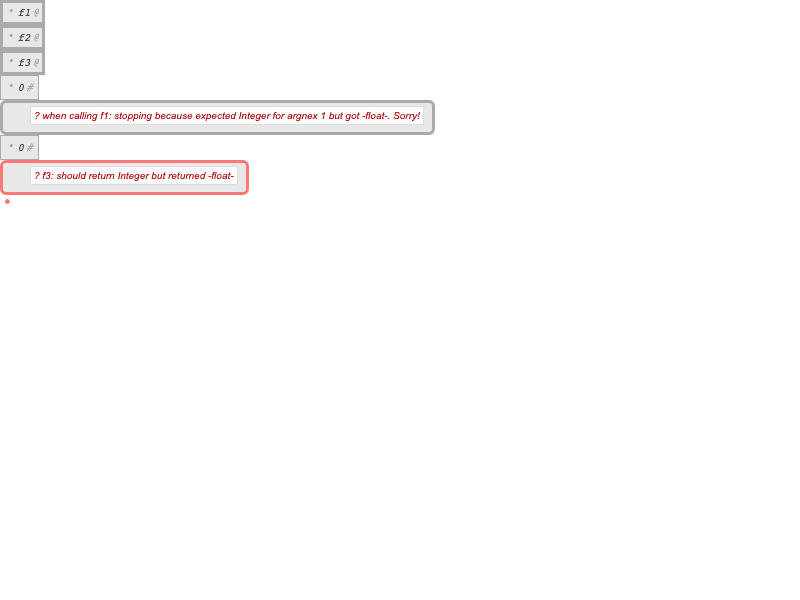 * f1 @
* f2 @
* f3 @
* 0 #
? when calling f1: stopping because expected Integer for argnex 1 but got -float-. Sorry!
* 0 #
? f3: should return Integer but returned -float-